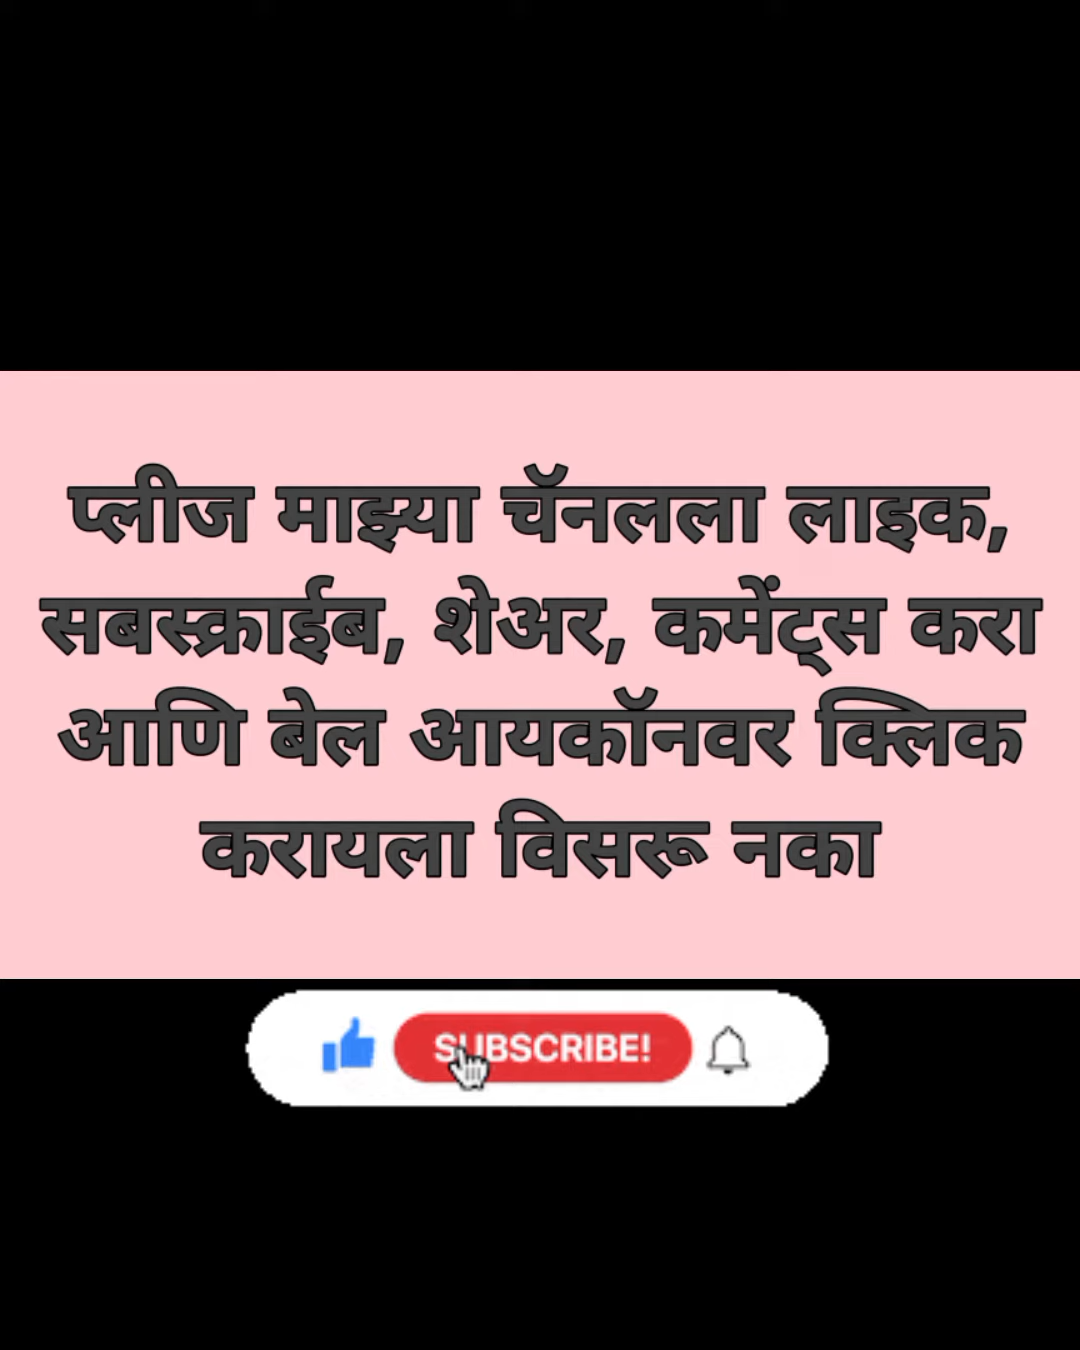 प्लीज माझ्या चॅनलला लाइक,
सबस्क्राईब, शेअर, कमेंट्स करा
आणि बेल आयकॉनवर क्लिक
करायला विसरू नका
SUBSCRIBE!